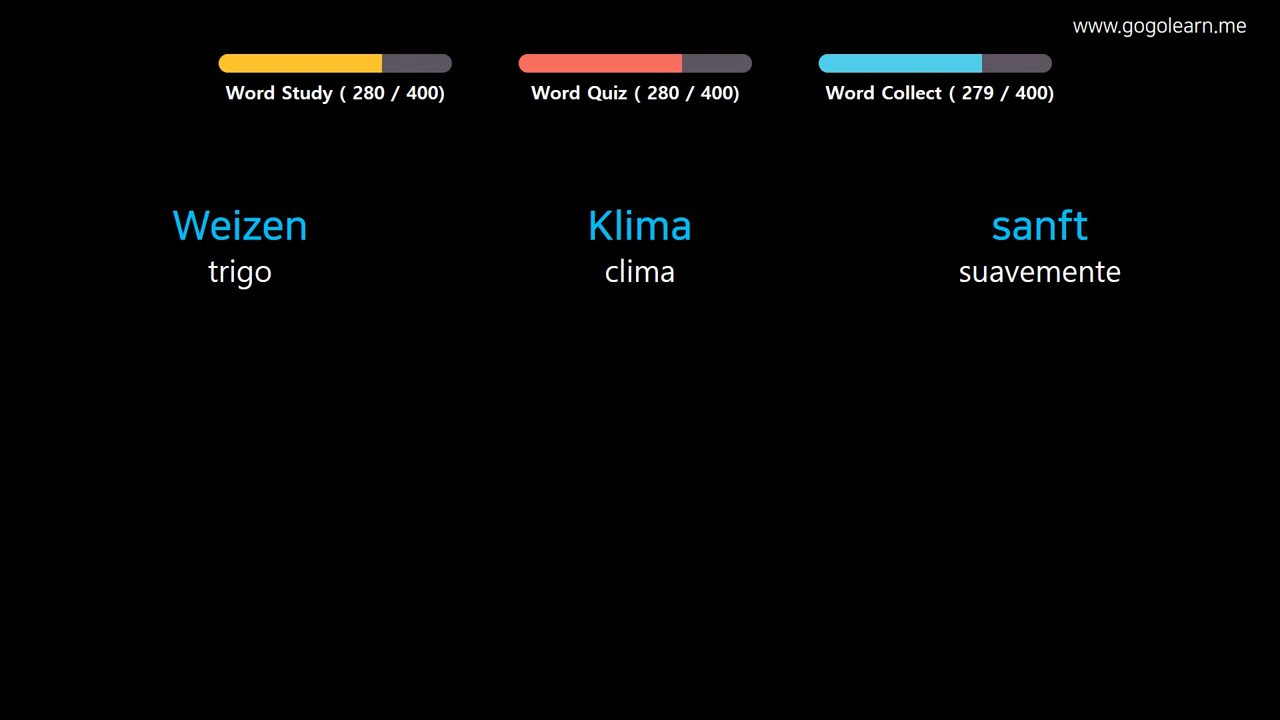 www.gogolearn.me
Word Study ( 280 / 400)
Word Quiz ( 280 / 400)
Word Collect ( 279 / 400)
Weizen
trigo
Klima
clima
sanft
suavemente